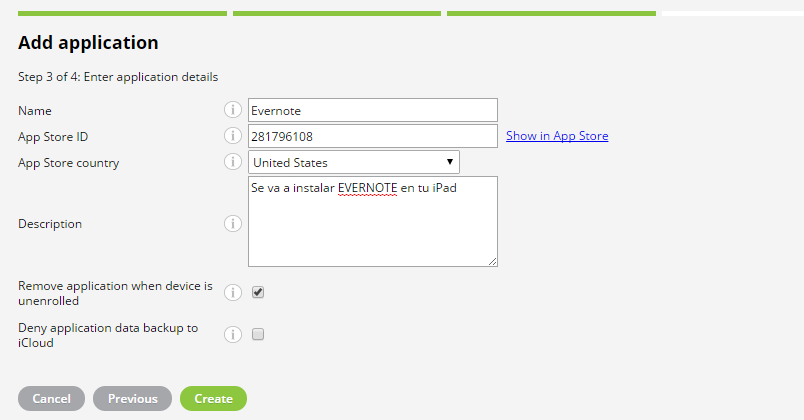 Add application
Step 3 of 4: Enter application details
Name i Evernote
App Store ID i 281796108 Show in App Store
App Store country i United States
Se va a instalar EVERNOTE en tu iPad
Description i
Remove application when device is
unenrolled i
Deny application data backup to
iCloud i
Cancel Previous Create